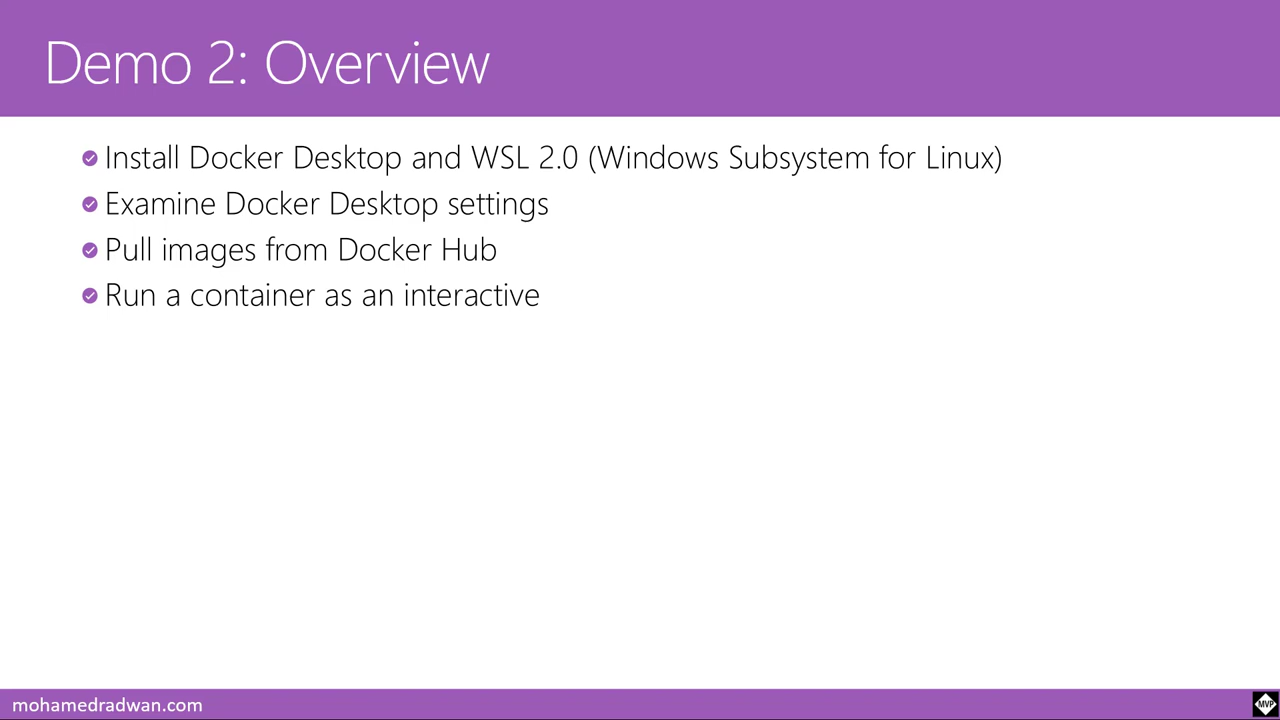 Demo 2: Overview
Install Docker Desktop and WSL 2.0 (Windows Subsystem for Linux)
Examine Docker Desktop settings
Pull images from Docker Hub
Run a container as an interactive
mohamedradwan.com
MVP